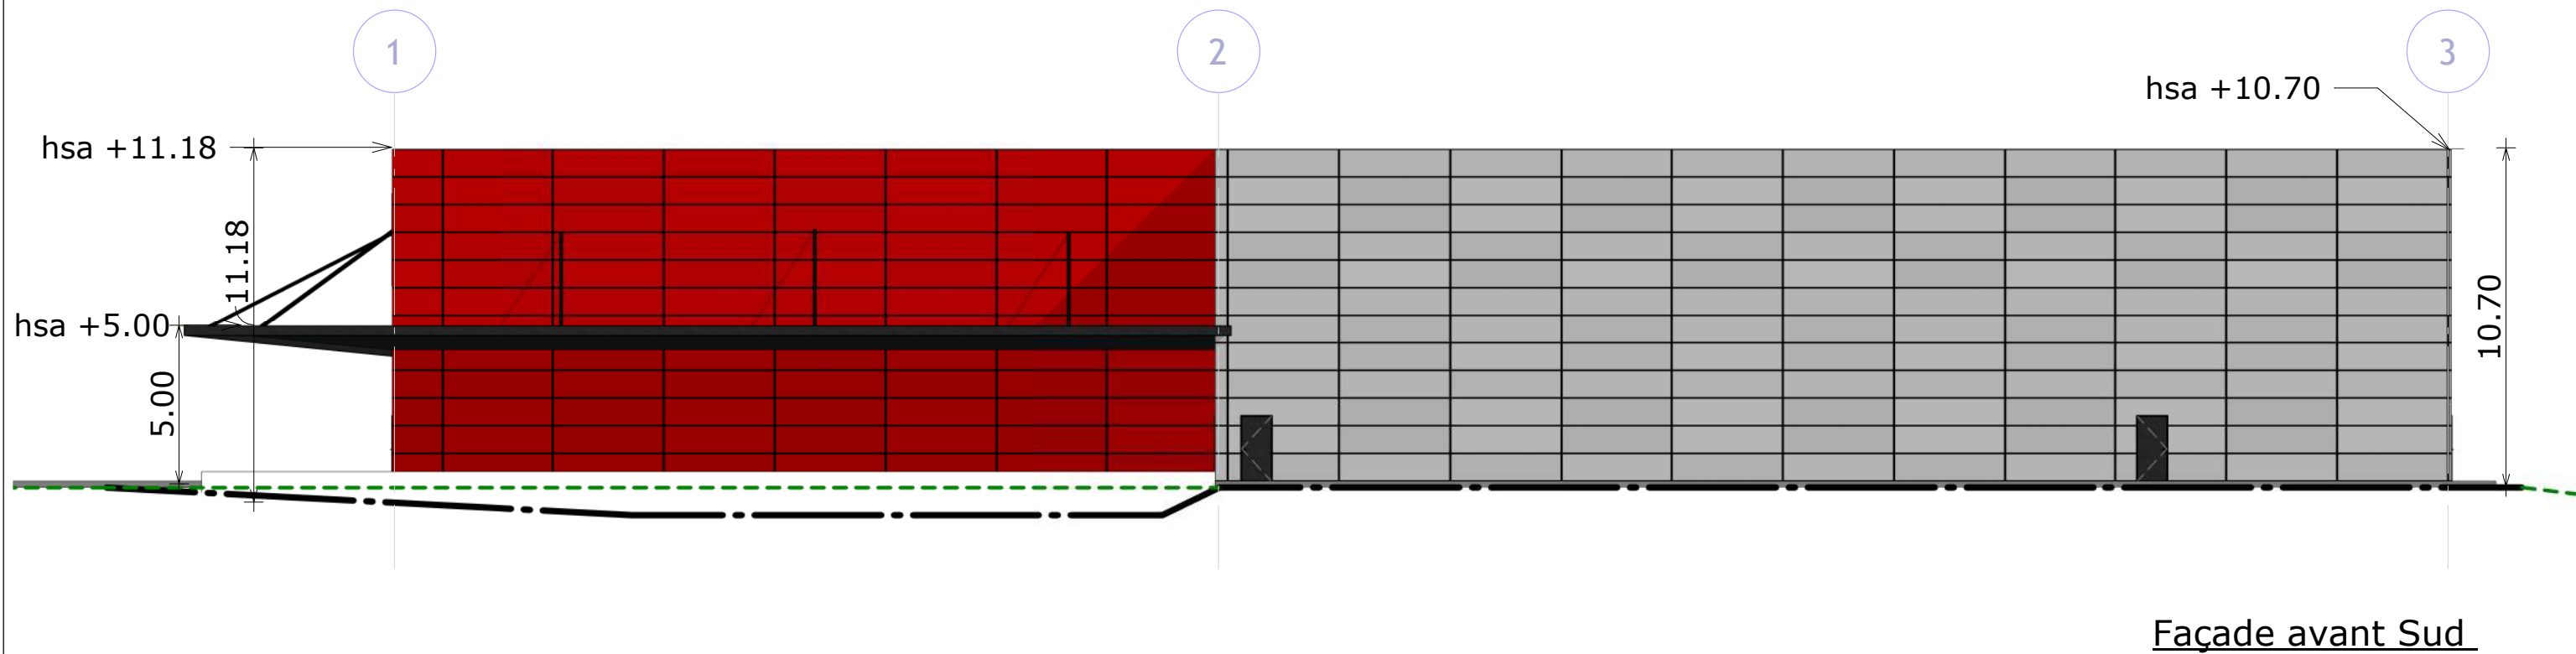 1
2
3
hsa +10.70
hsa +11.18
11.18
hsa +5.00
5.00
10.70
Façade avant Sud